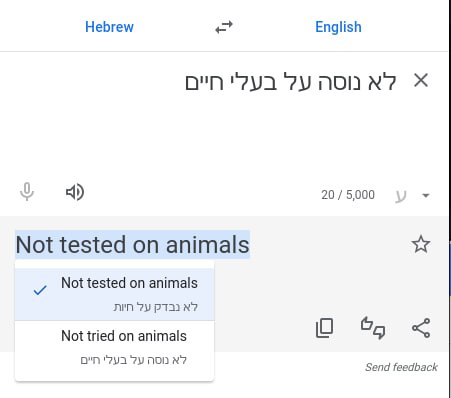 Hebrew
English
לא נוסה על בעלי חיים
20 / 5,000
ע
Not tested on animals
Not tested on animals
לא נבדק על חיות
Not tried on animals
לא נוסה על בעלי חיים
Send feedback